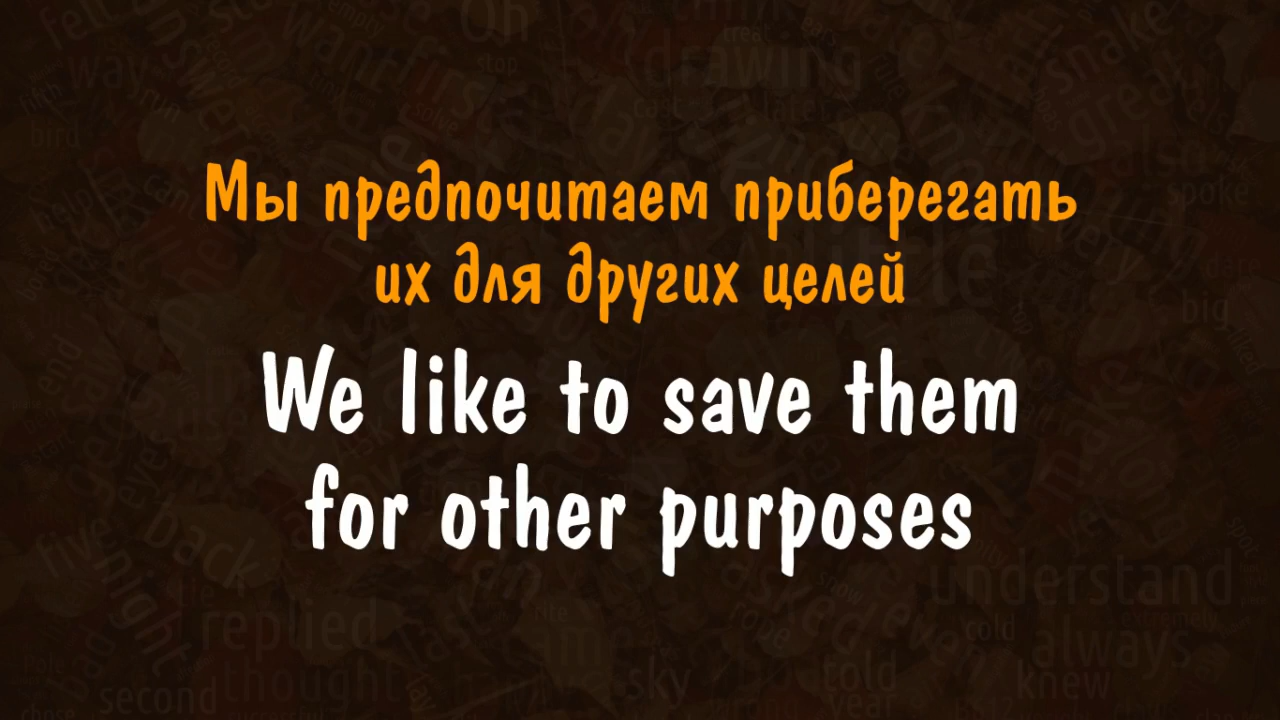 Мы предпочитаем приберегать
их для других целей
We like to save them
for other purposes